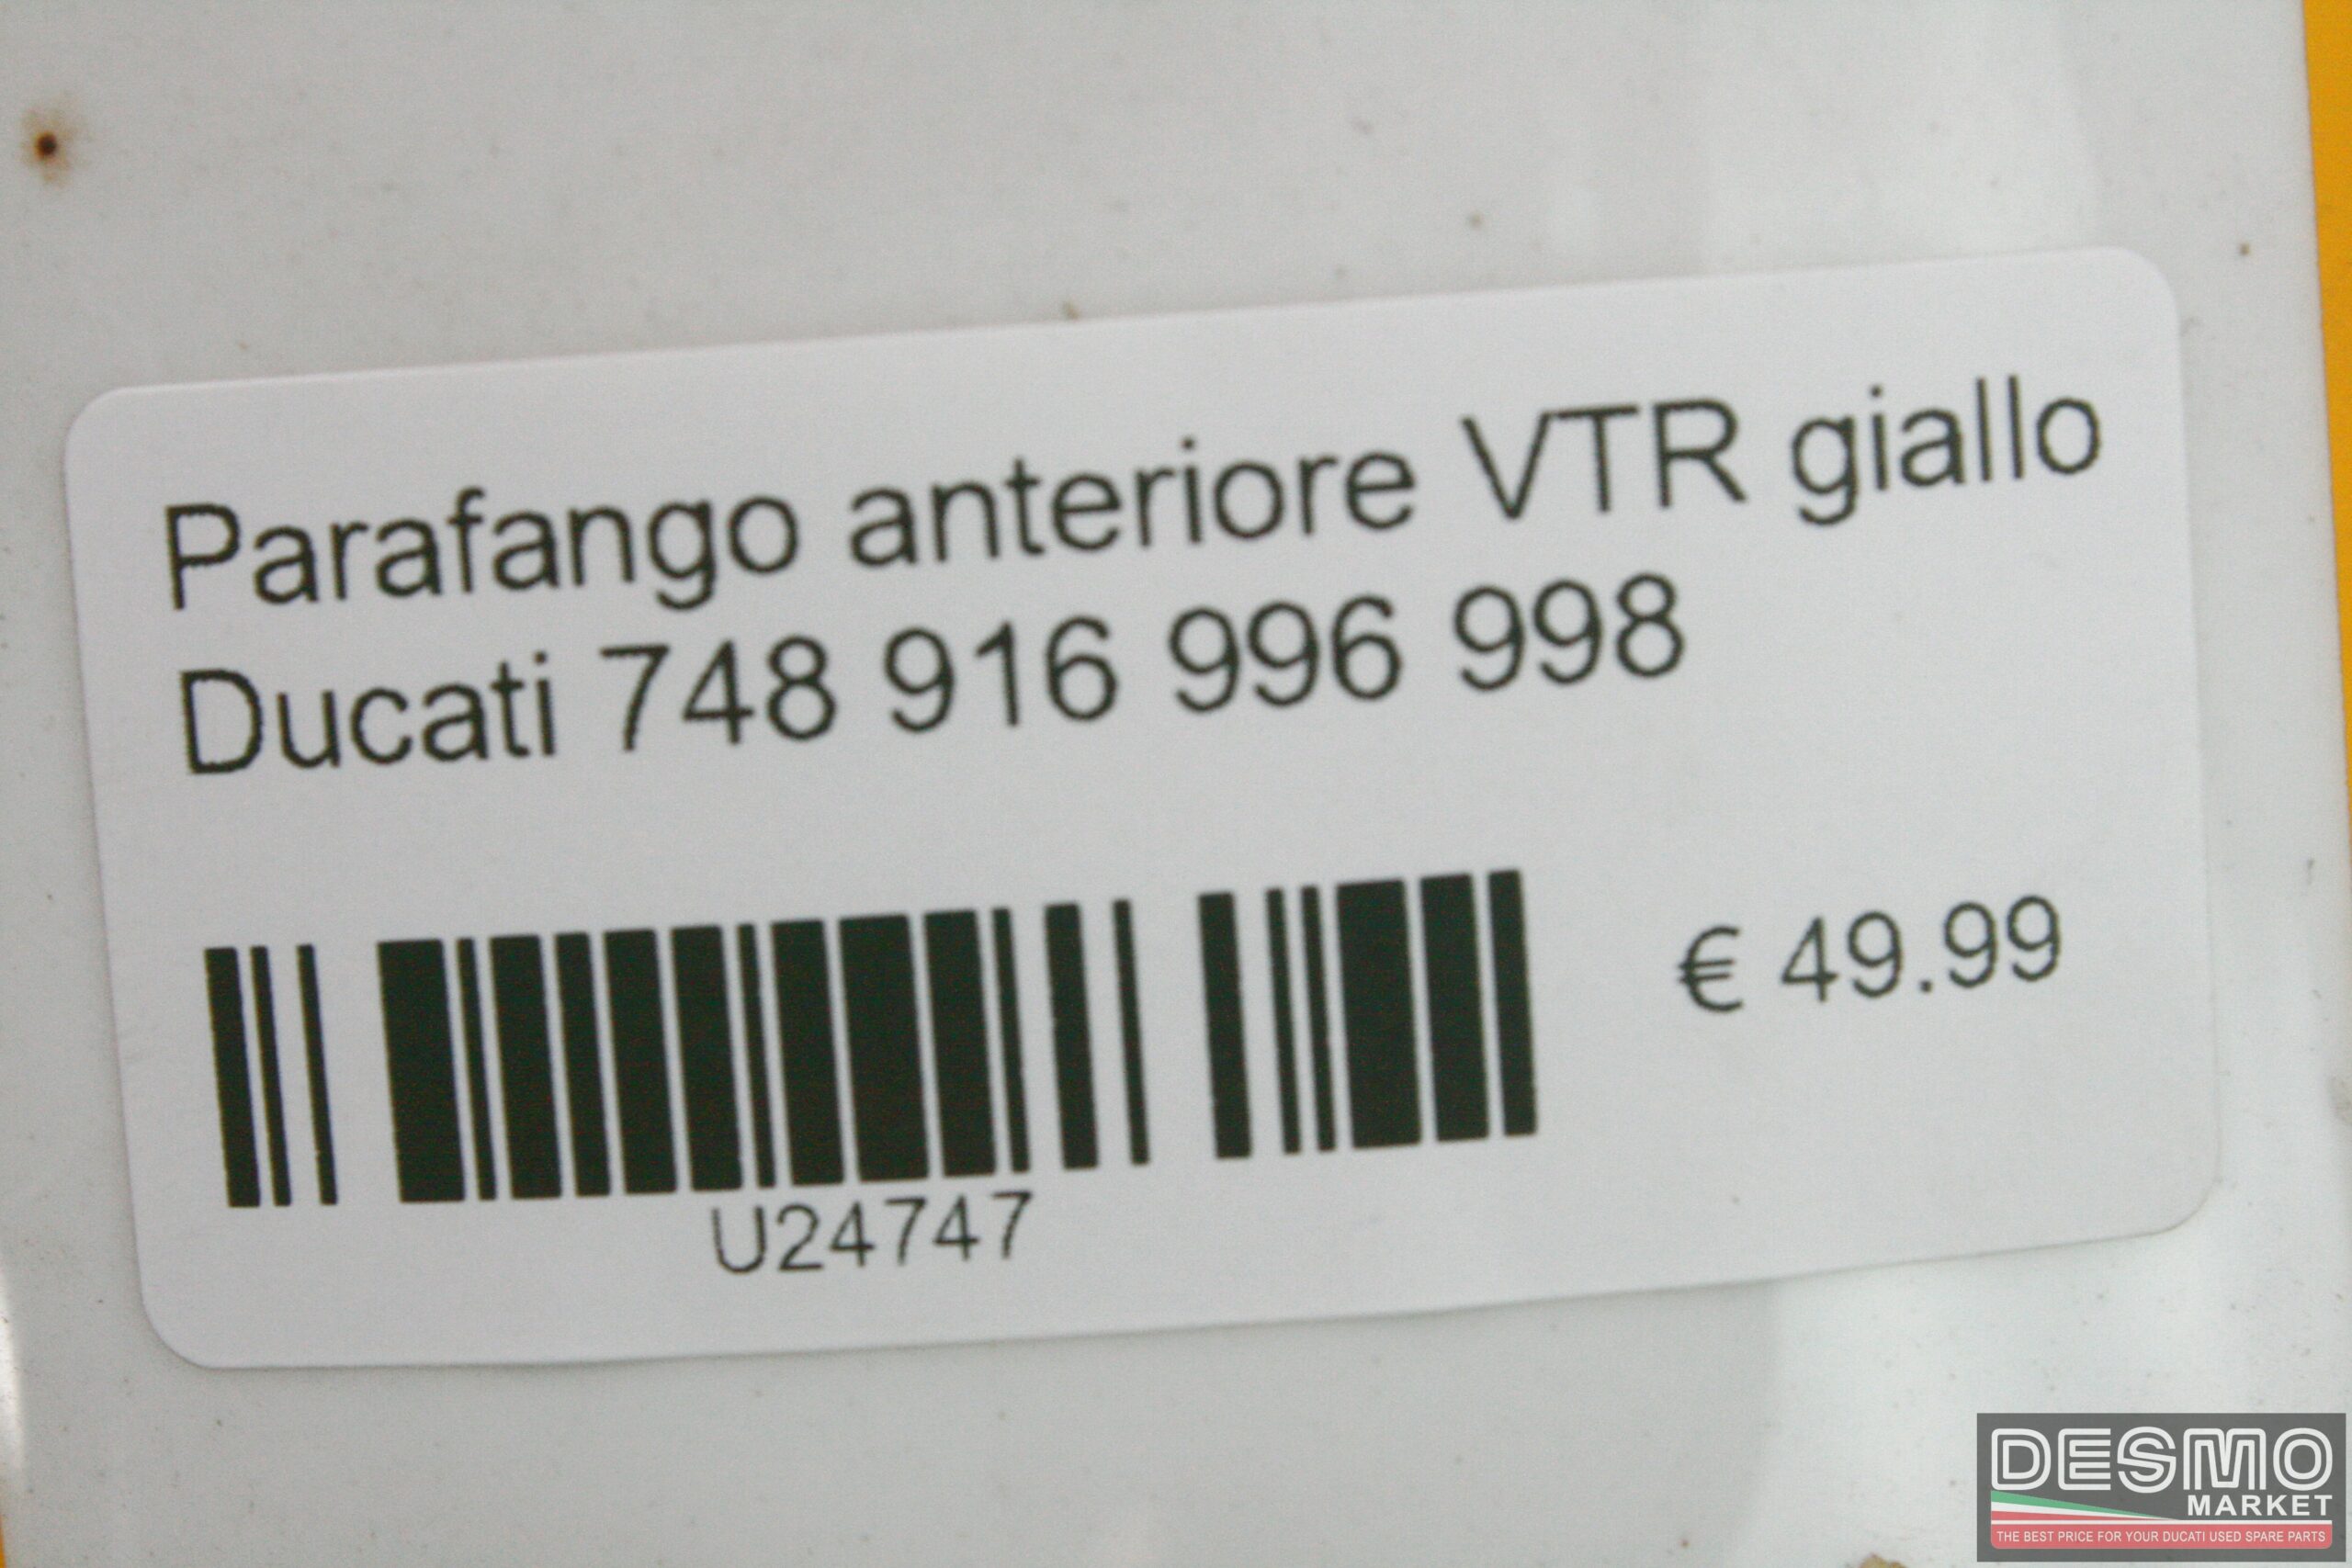 Parafango anteriore VTR giallo
Ducati 748 916 996 998
€ 49.99
U24747
DESMO
MARKET
THE BEST PRICE FOR YOUR DUCATI USED SPARE PARTS